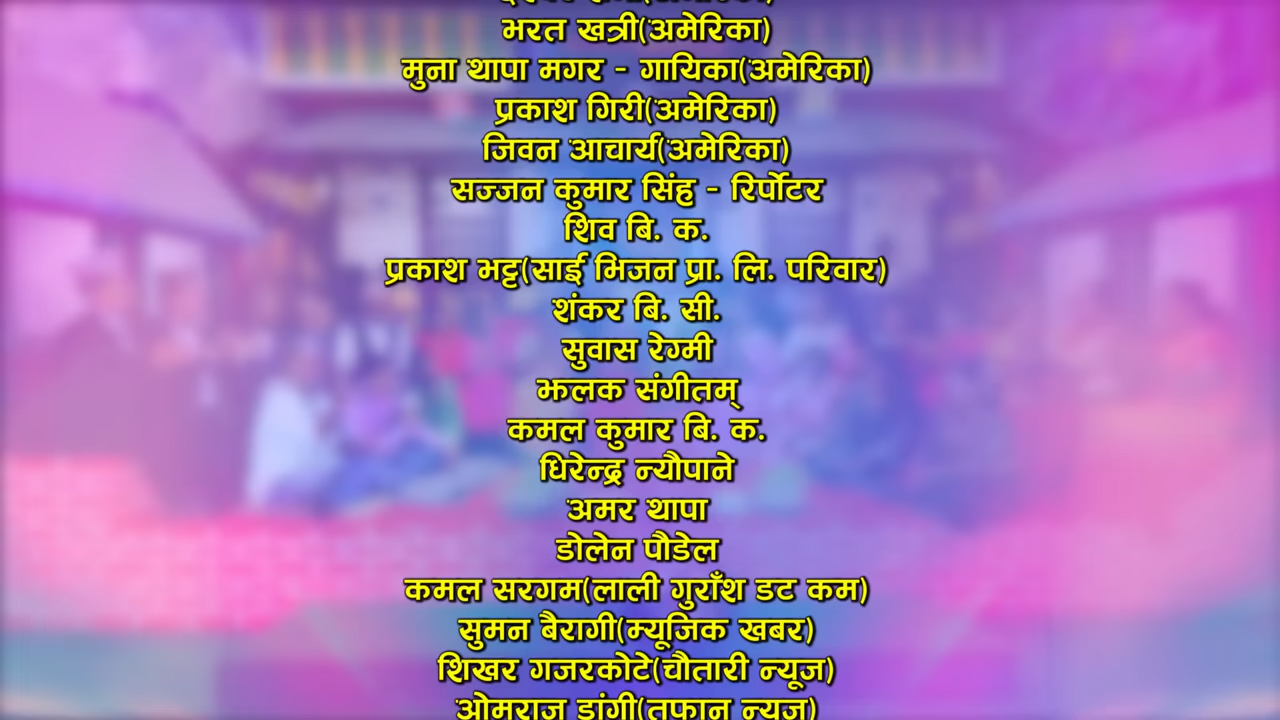 भरत खत्री(अमेरिका)
मुना थापा मगर - गायिका(अमेरिका)
प्रकाश गिरी(अमेरिका)
जिवन आचार्य(अमेरिका)
सज्जन कुमार सिंह - रिर्पोटर
शिव बि. क.
प्रकाश भट्ट(साई मिजन प्रा. लि. परिवार)
शंकर बि. सी.
सुवास रेग्मी
झलक संगीतम्
कमल कुमार बि. क.
धिरेन्द्र न्यौपाने
अमर थापा
डोलेन पौडेल
कमल सरगम(लाली गुराँश डट कम)
सुमन बैरागी(म्यूजिक खबर)
शिखर गजरकोटे(चौतारी न्यूज)
ओमराज डांगी(तुफान न्यूज)